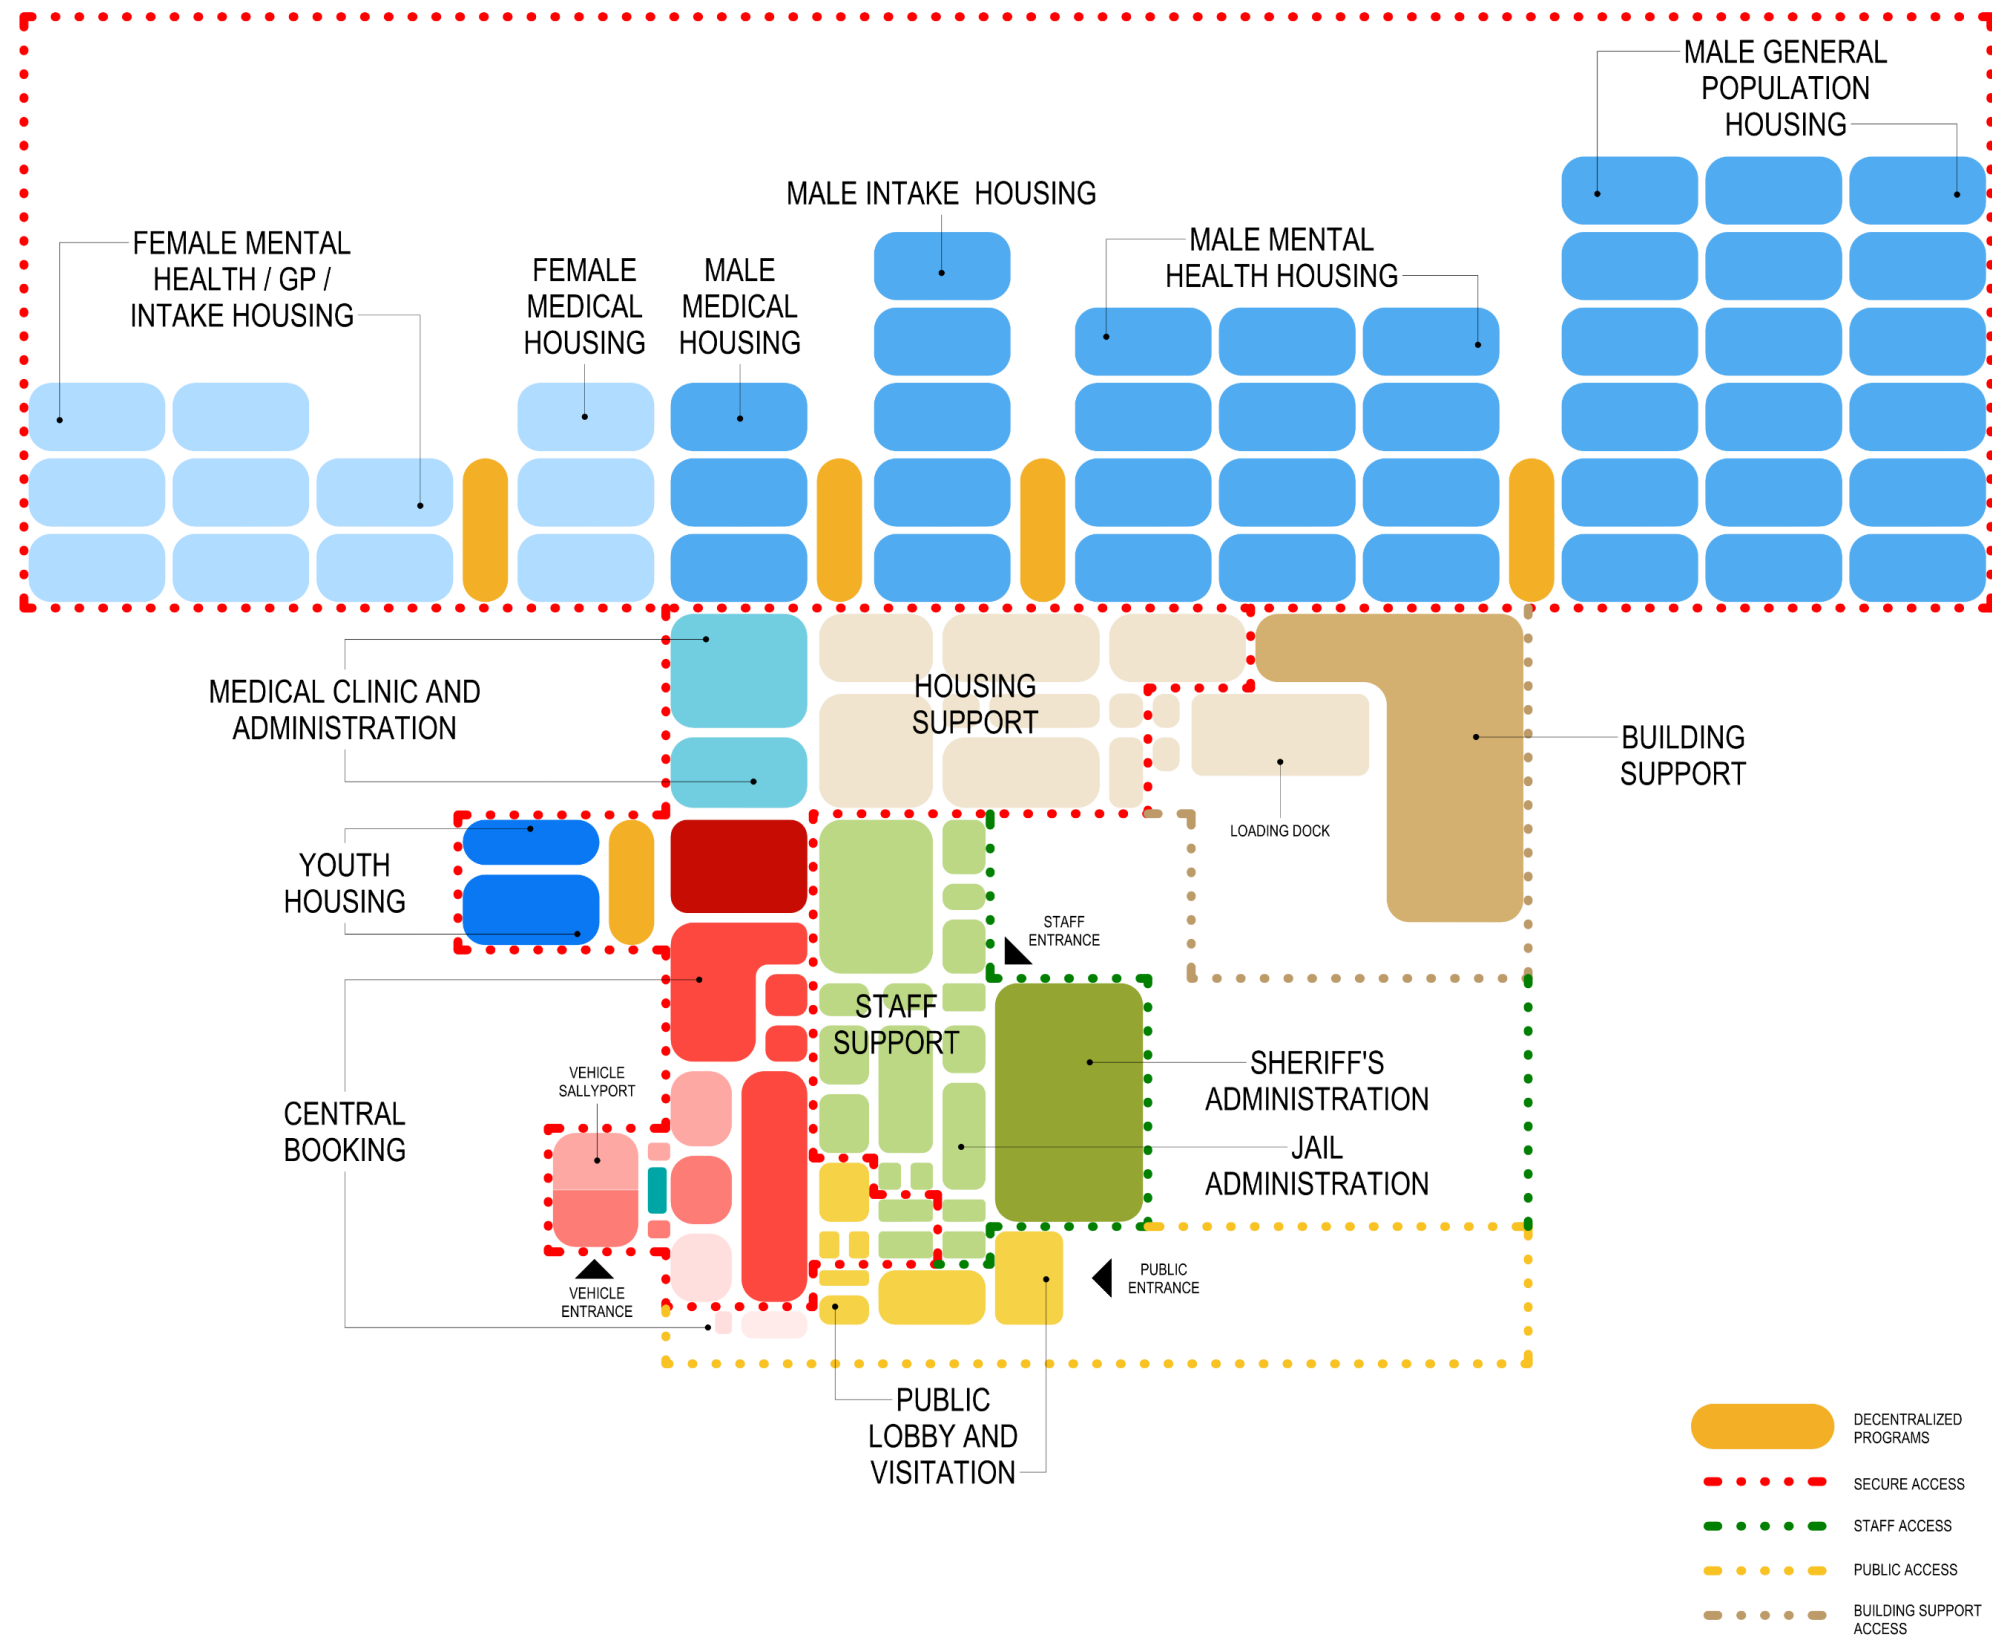 MALE GENERAL
POPULATION
HOUSING
MALE INTAKE HOUSING
FEMALE MENTAL
HEALTH / GP /
INTAKE HOUSING
FEMALE
MEDICAL
HOUSING
MALE
MEDICAL
HOUSING
MALE MENTAL
HEALTH HOUSING
MEDICAL CLINIC AND
ADMINISTRATION
HOUSING
SUPPORT
BUILDING
SUPPORT
LOADING DOCK
YOUTH
HOUSING
STAFF
ENTRANCE
STAFF
SUPPORT
SHERIFF'S
ADMINISTRATION
VEHICLE
SALLYPORT
CENTRAL
BOOKING
JAIL
ADMINISTRATION
VEHICLE
ENTRANCE
PUBLIC
ENTRANCE
PUBLIC
LOBBY AND
VISITATION
DECENTRALIZED
PROGRAMS
SECURE ACCESS
STAFF ACCESS
PUBLIC ACCESS
BUILDING SUPPORT
ACCESS